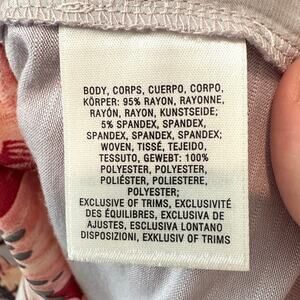 BODY, CORPS, CUERPO, CORPO,
KÖRPER: 95% RAYON, RAYONNE,
RAYÓN, RAYON, KUNSTSEIDE;
5% SPANDEX, SPANDEX,
SPANDEX, SPANDEX, SPANDEX;
WOVEN, TISSÉ, TEJEIDO,
TESSUTO, GEWEBT: 100%
POLYESTER, POLYESTER,
POLIÉSTER, POLIESTERE,
POLYESTER;
EXCLUSIVE OF TRIMS, EXCLUSIVITÉ
DES ÉQUILIBRES, EXCLUSIVA DE
AJUSTES, ESCLUSIVA LONTANO
DISPOSIZIONI, EXKLUSIV OF TRIMS